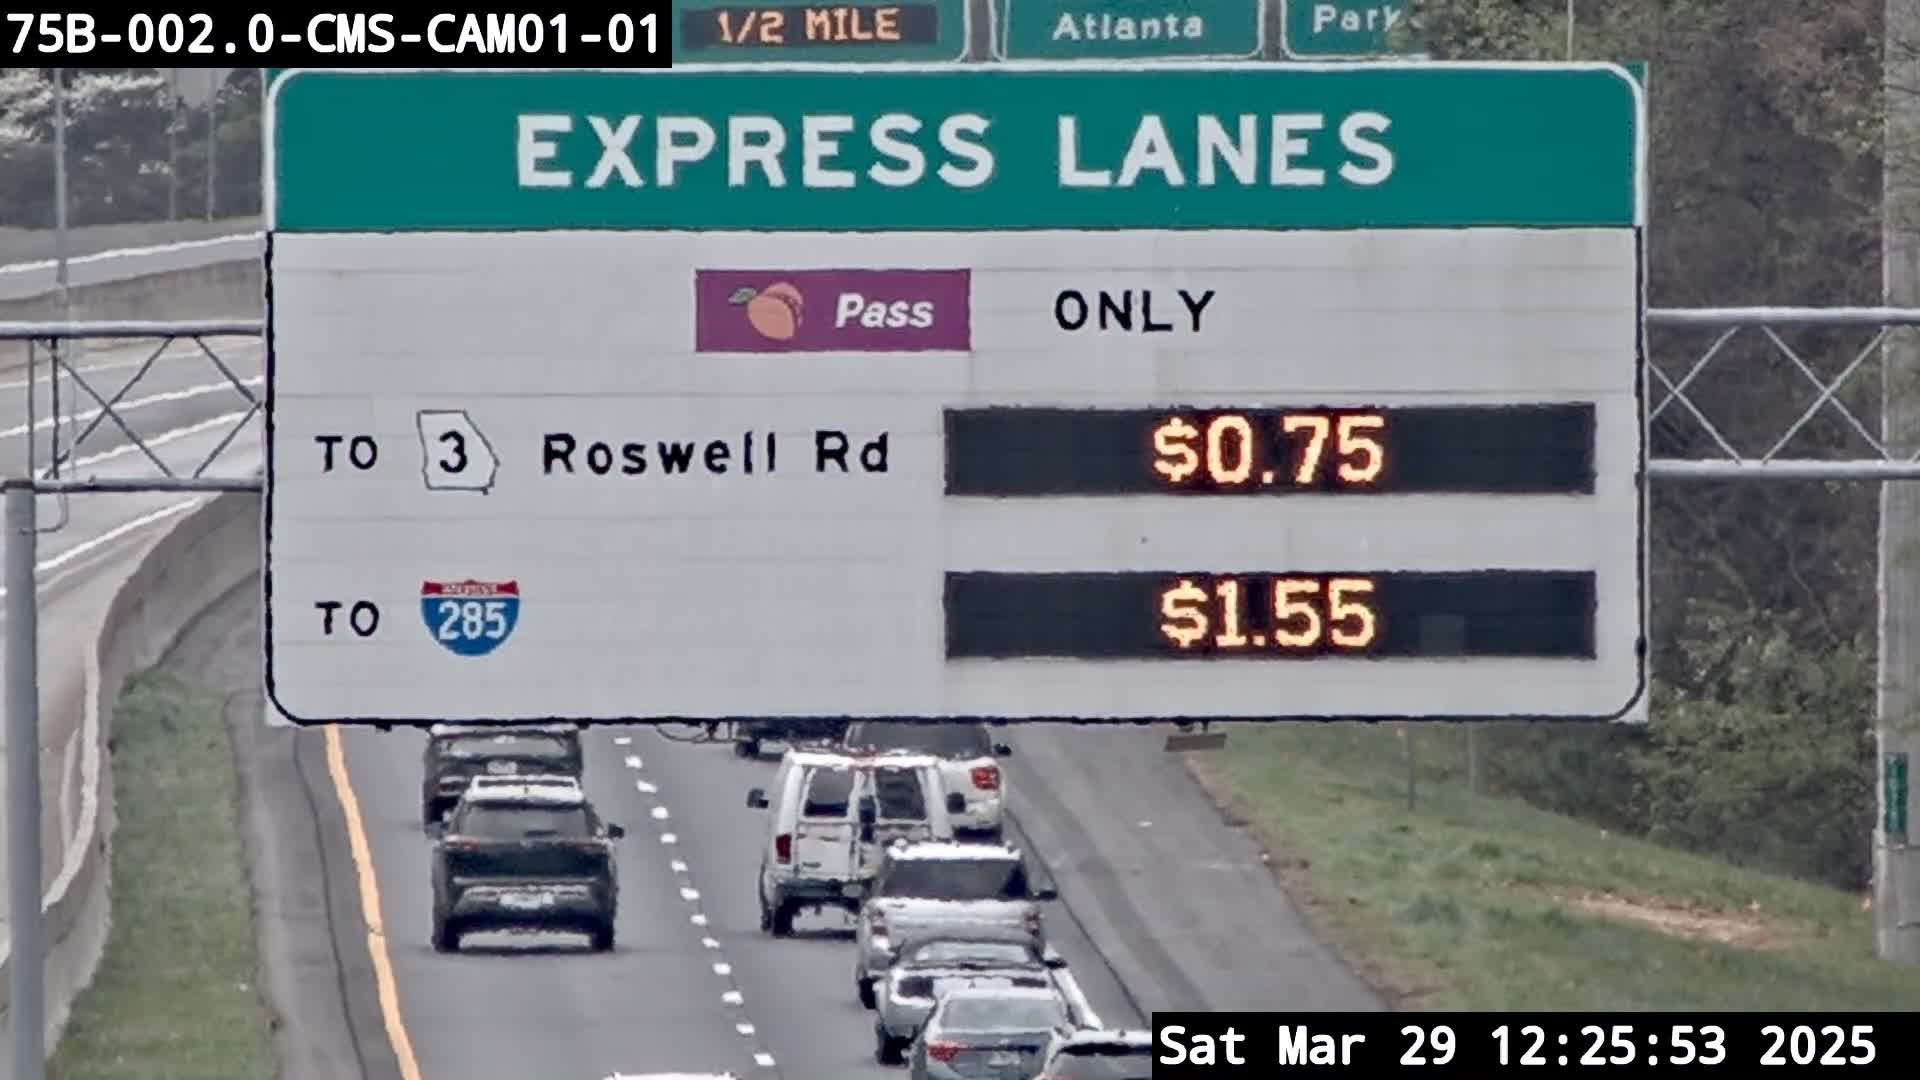 75B-002.0-CMS-CAM01-01
1/2 MILE
Atlanta
Park
EXPRESS LANES
Pass ONLY
TO 3 Roswell Rd $0.75
TO 285 $1.55
Sat Mar 29 12:25:53 2025